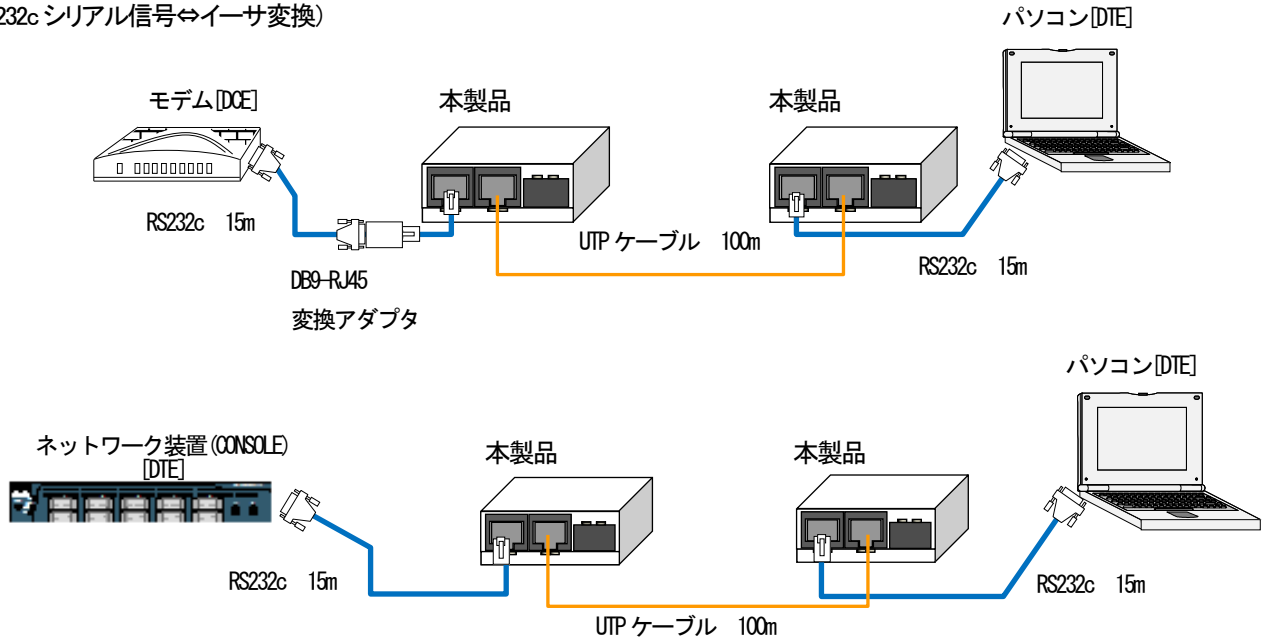 232c シリアル信号⇔イーサ変換)
パソコン[DTE]
モデム[DCE]
本製品
本製品
RS232c 15m
UTP ケーブル 100m
RS232c 15m
DB9-RJ45
変換アダプタ
パソコン[DTE]
ネットワーク装置(CONSOLE)
[DTE]
本製品
本製品
RS232c 15m
RS232c 15m
UTP ケーブル 100m